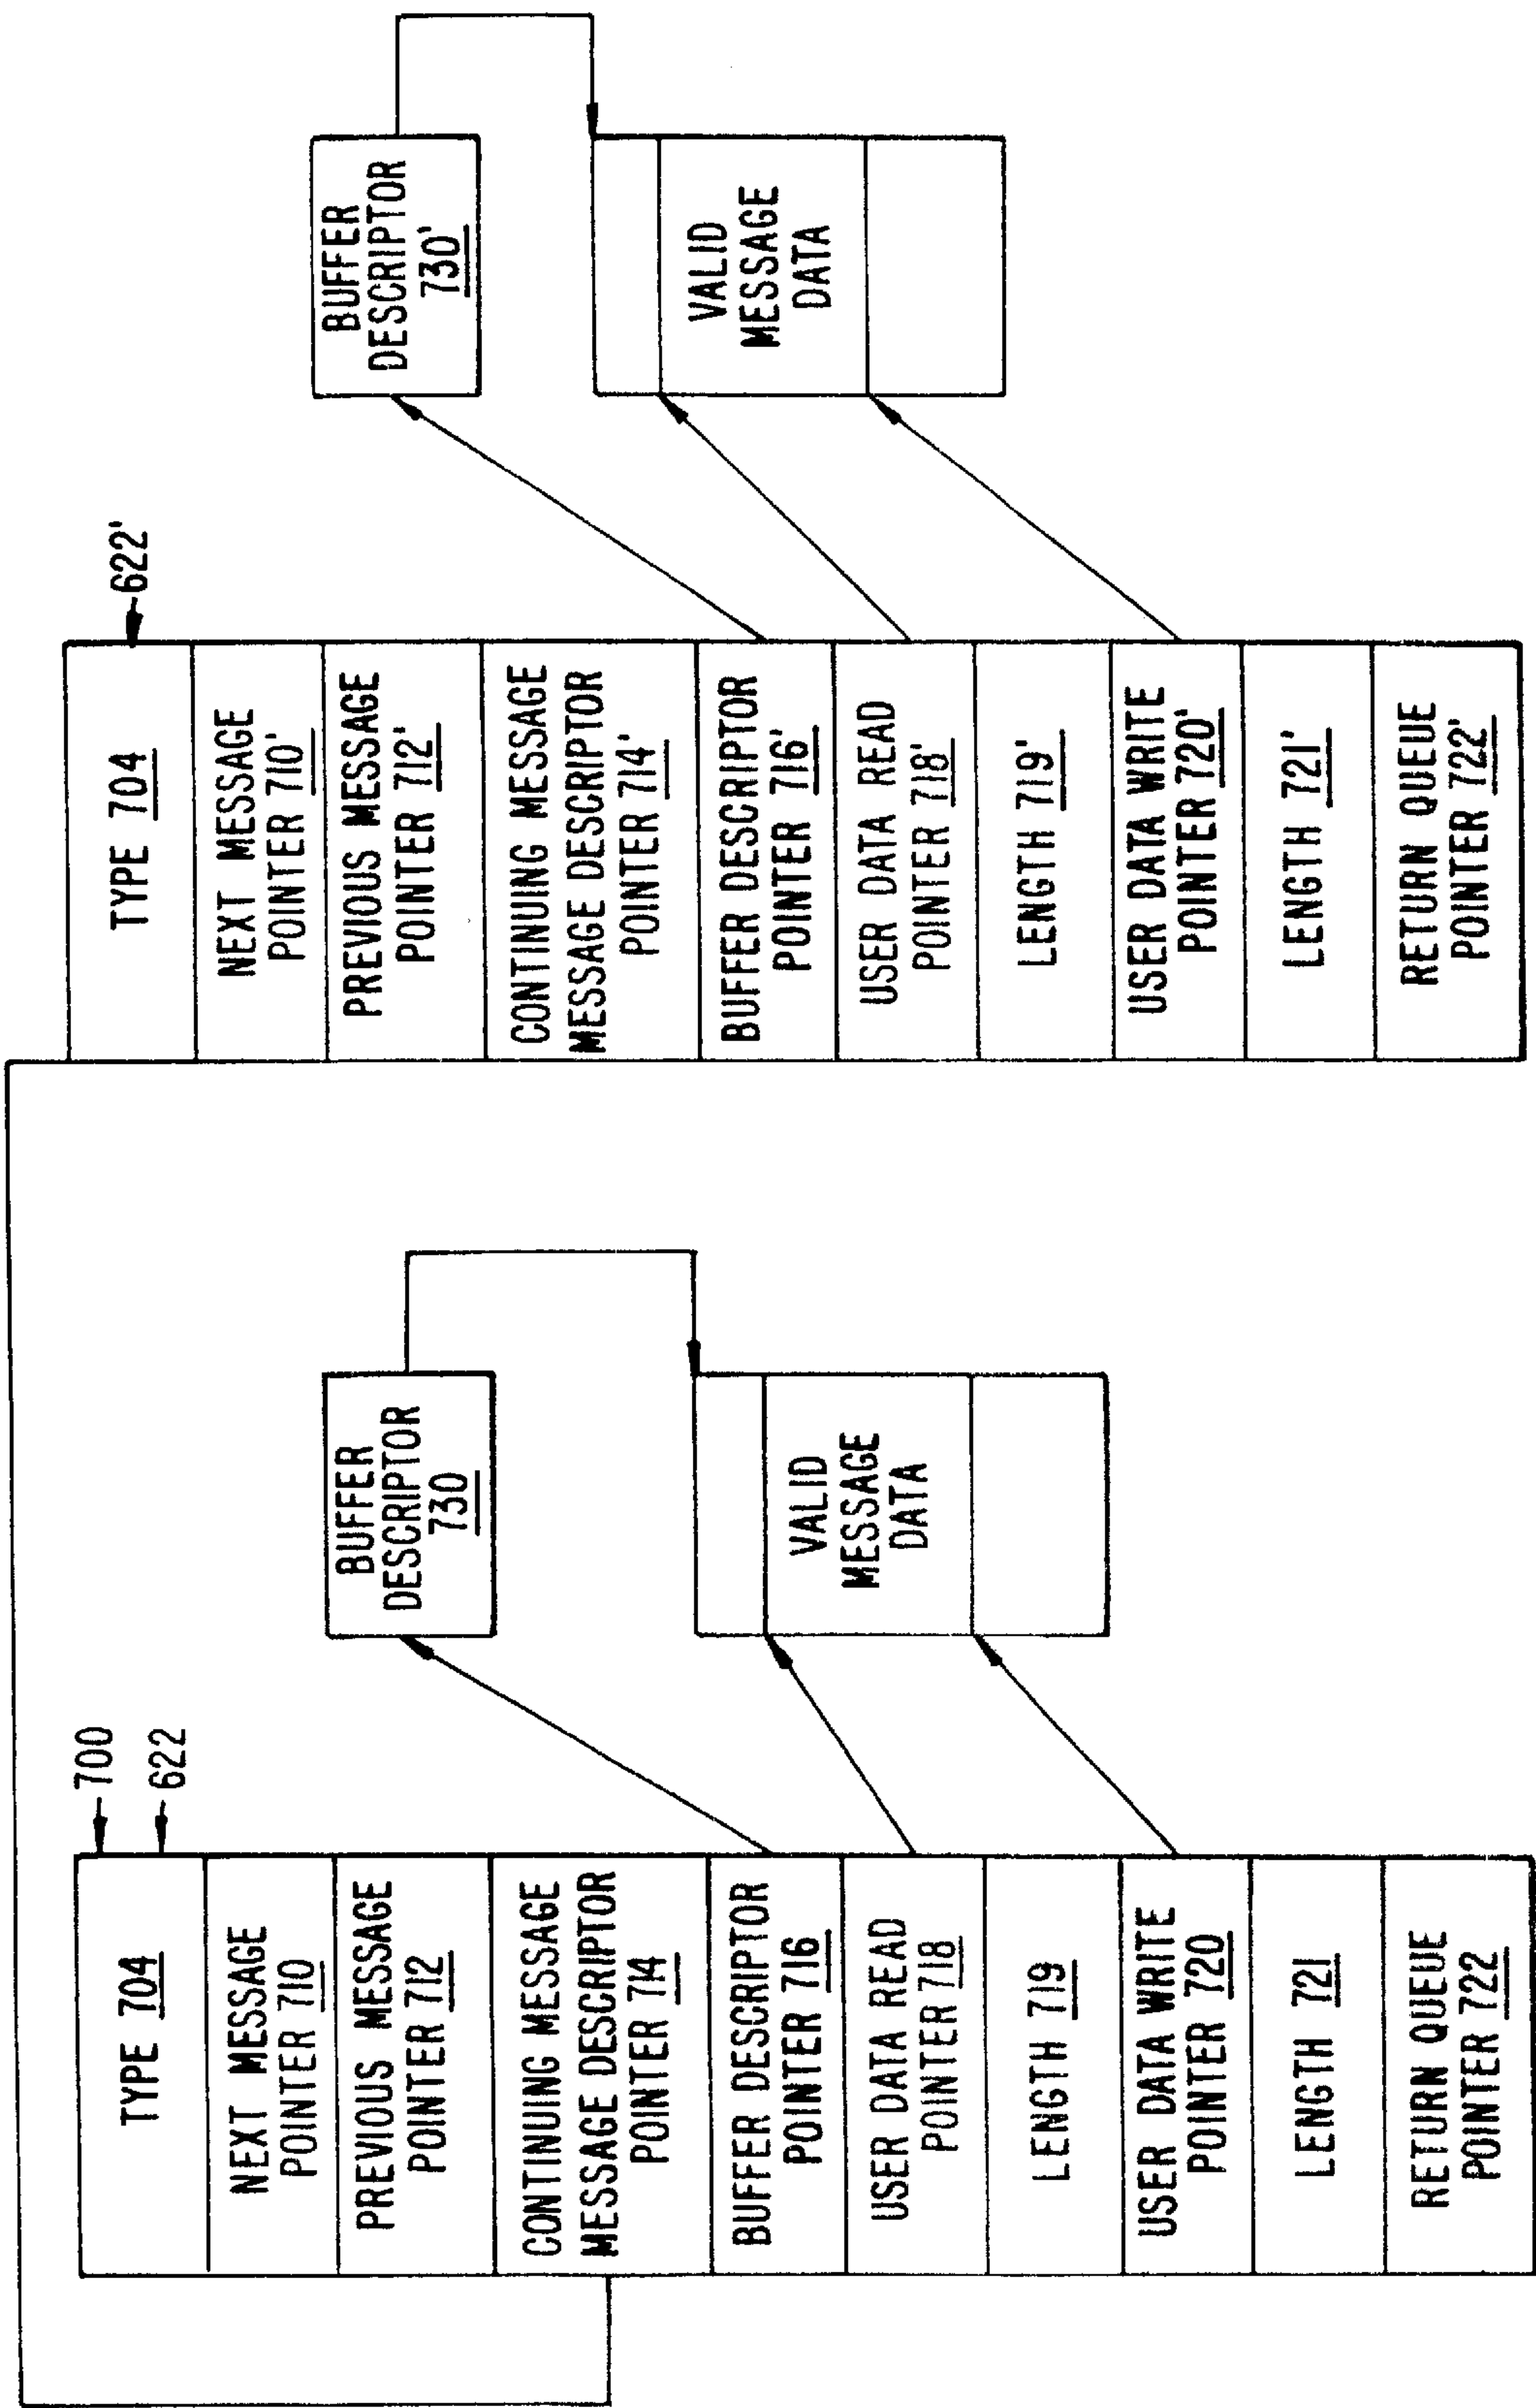 700
622
TYPE 704
NEXT MESSAGE
POINTER 710
PREVIOUS MESSAGE
POINTER 712
CONTINUING MESSAGE
MESSAGE DESCRIPTOR
POINTER 714
BUFFER DESCRIPTOR
POINTER 716
USER DATA READ
POINTER 718
LENGTH 719
USER DATA WRITE
POINTER 720
LENGTH 721
RETURN QUEUE
POINTER 722
BUFFER
DESCRIPTOR
730
VALID
MESSAGE
DATA
622'
TYPE 704
NEXT MESSAGE
POINTER 710'
PREVIOUS MESSAGE
POINTER 712'
CONTINUING MESSAGE
MESSAGE DESCRIPTOR
POINTER 714'
BUFFER DESCRIPTOR
POINTER 716'
USER DATA READ
POINTER 718'
LENGTH 719'
USER DATA WRITE
POINTER 720'
LENGTH 721'
RETURN QUEUE
POINTER 722'
BUFFER
DESCRIPTOR
730'
VALID
MESSAGE
DATA